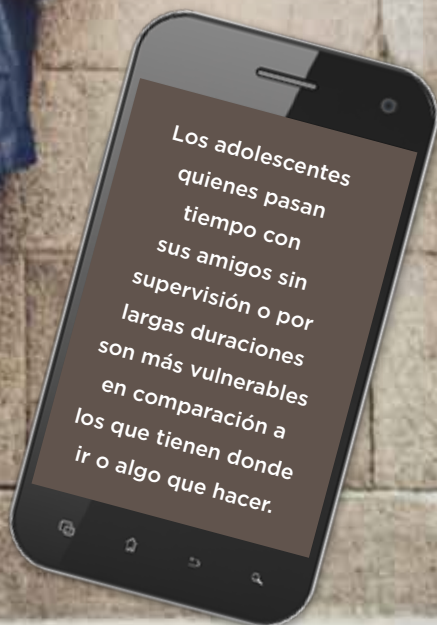 Los adolescentes
quienes pasan
tiempo con
sus amigos sin
supervisión o por
largas duraciones
son más vulnerables
en comparación a
los que tienen donde
ir o algo que hacer.